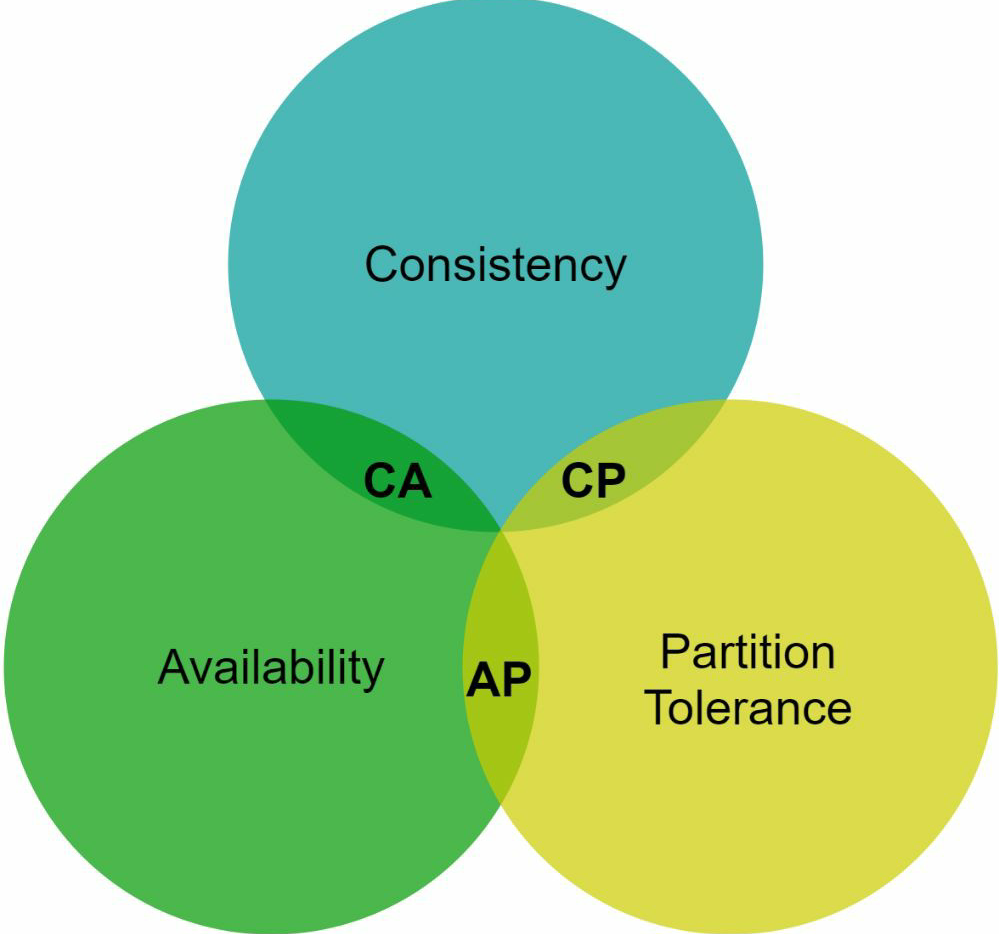 Consistency
CA
CP
Availability
AP
Partition
Tolerance